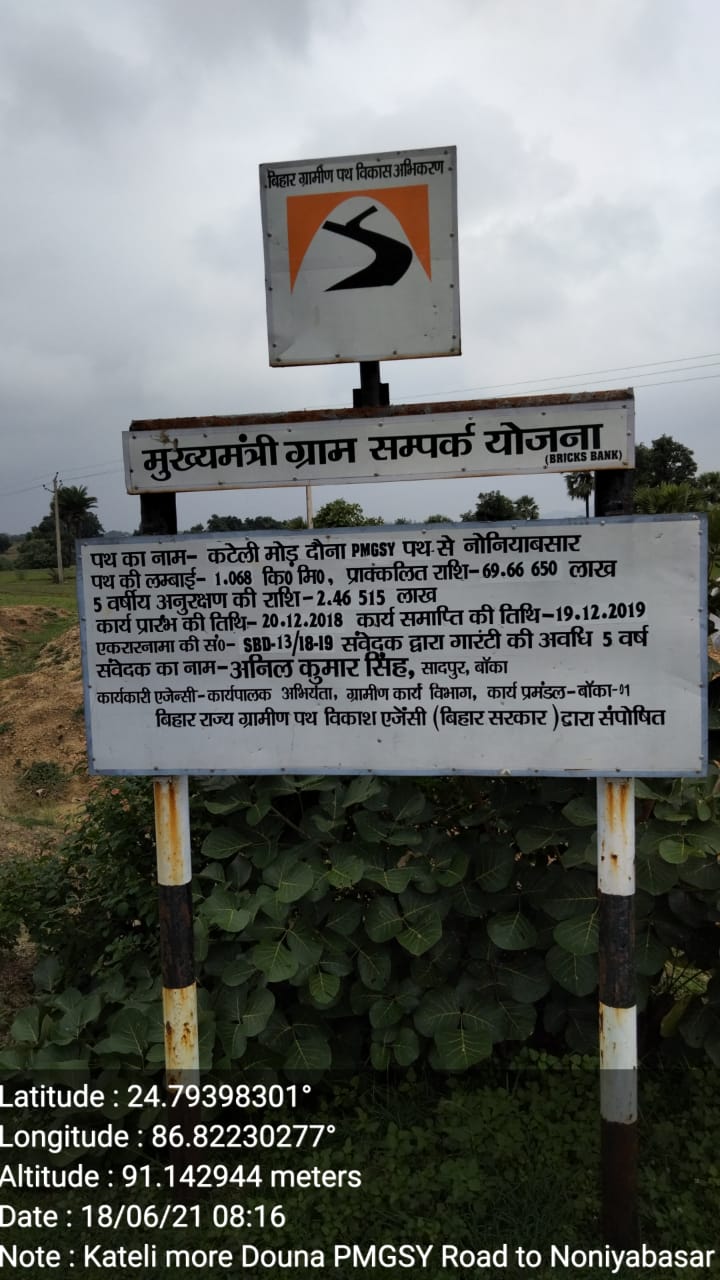 बिहार ग्रामीण पथ विकास अभिकरण
मुख्यमंत्री ग्राम सम्पर्क योजना
(BRICKS BANK)
पथ का नाम- कटेली मोड़ दौना PMGSY पथ से नोनियाबसार
पथ की लम्बाई- 1.068 कि0 मि0, प्राक्कलित राशि-69.66 650 लाख
5 वर्षीय अनुरक्षण की राशि-2.46 515 लाख
कार्य प्रारंभ की तिथि- 20.12.2018 कार्य समाप्ति की तिथि-19.12.2019
एकरारनामा की सं0- SBD-13/18-19 संवेदक द्वारा गारंटी की अवधि 5 वर्ष
संवेदक का नाम-अनिल कुमार सिंह, सादपुर, बाँका
कार्यकारी एजेन्सी-कार्यपालक अभियंता, ग्रामीण कार्य विभाग, कार्य प्रमंडल-बाँका-01
बिहार राज्य ग्रामीण पथ विकाश एजेंसी (बिहार सरकार )द्वारा संपोषित
Latitude : 24.79398301°
Longitude : 86.82230277°
Altitude : 91.142944 meters
Date : 18/06/21 08:16
Note : Kateli more Douna PMGSY Road to Noniyabasar